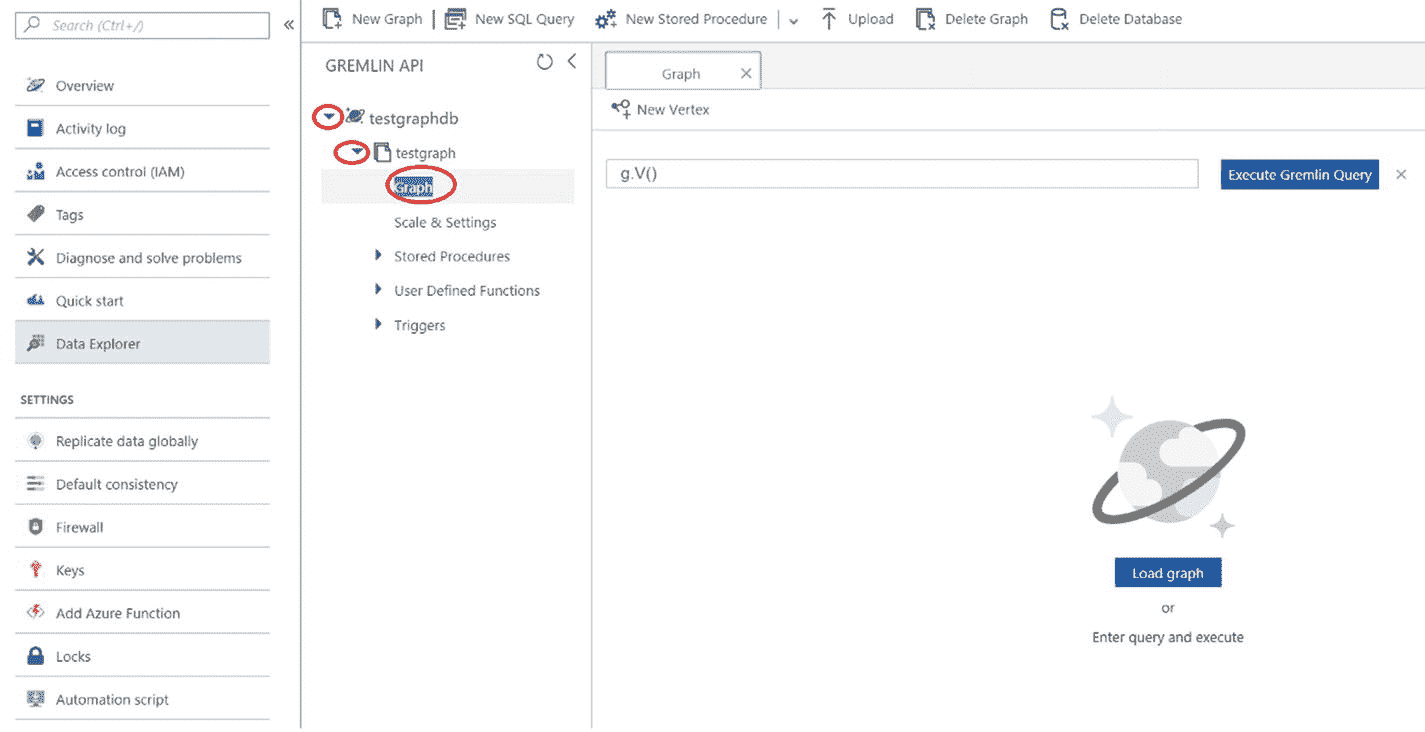 Search (Ctrl+/)
«
Overview
Activity log
Access control (IAM)
Tags
Diagnose and solve problems
Quick start
Data Explorer
SETTINGS
Replicate data globally
Default consistency
Firewall
Keys
Add Azure Function
Locks
Automation script
New Graph
New SQL Query
New Stored Procedure
Upload
Delete Graph
Delete Database
GREMLIN API
testgraphdb
testgraph
Graph
Scale & Settings
Stored Procedures
User Defined Functions
Triggers
Graph
New Vertex
g.V()
Execute Gremlin Query
Load graph
or
Enter query and execute